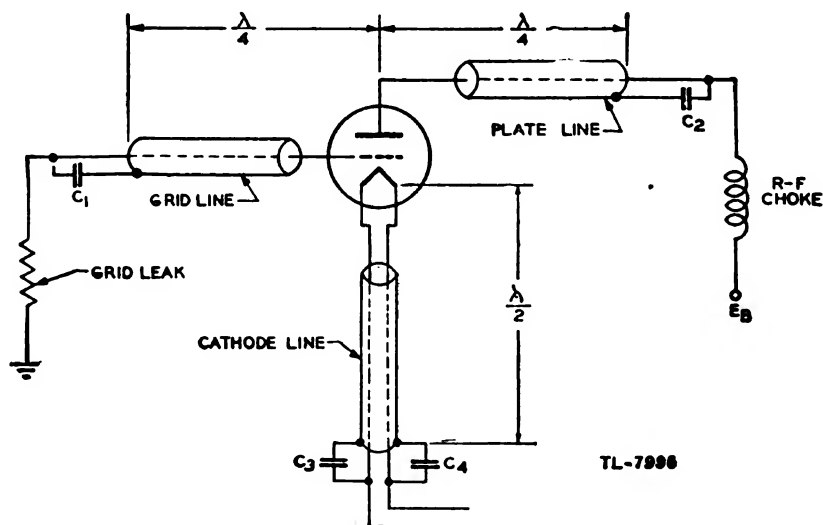 λ
4
λ
4
PLATE LINE
C2
GRID LINE
C1
R-F
CHOKE
GRID LEAK
λ
2
EB
CATHODE LINE
C3
C4
TL-7996